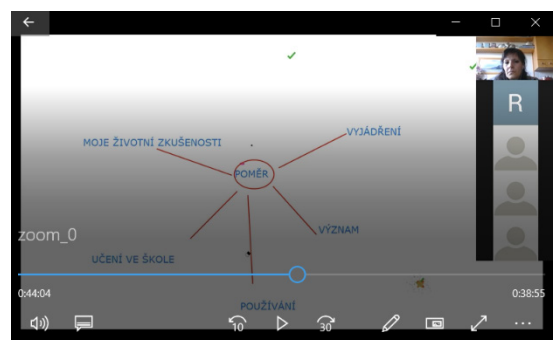 R
MOJE ŽIVOTNÍ ZKUŠENOSTI
VYJÁDŘENÍ
POMĚR
VÝZNAM
zoom_0
UČENÍ VE ŠKOLE
0:44:04
0:38:55
POUŽÍVÁNÍ
10
30